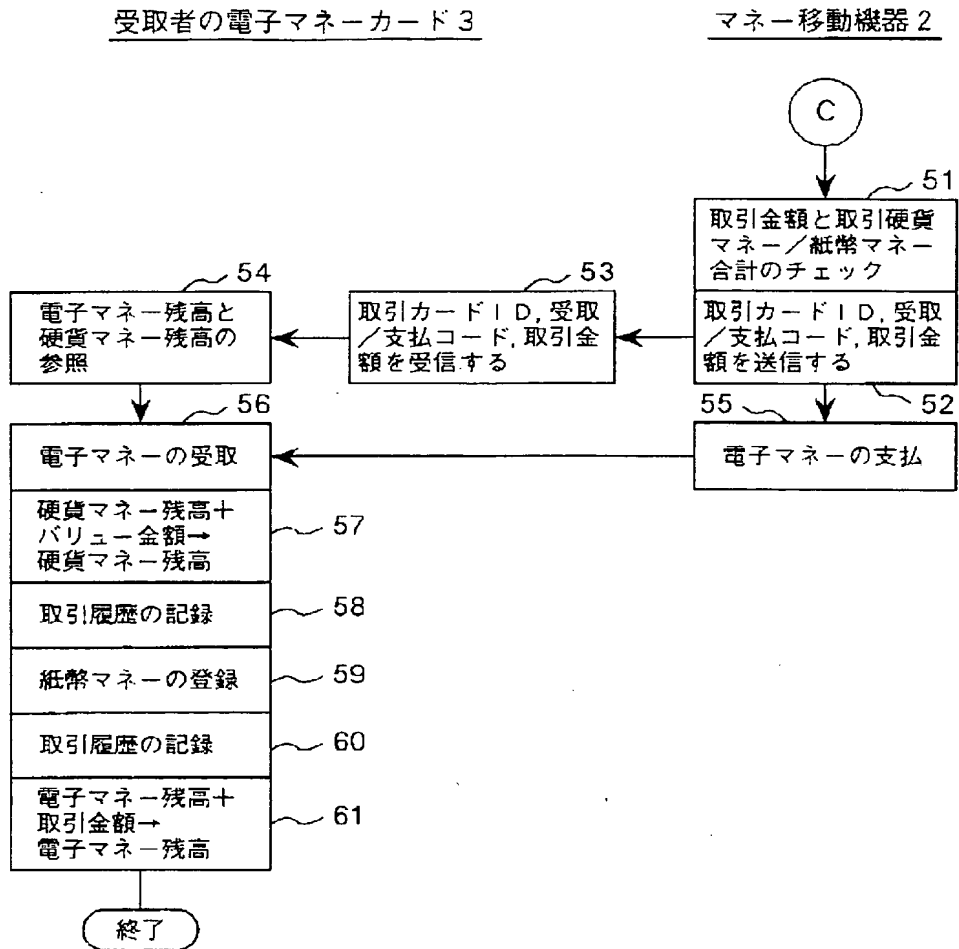 受取者の電子マネーカード3
マネー移動機器2
C
51
取引金額と取引硬貨
マネー/紙幣マネー
合計のチェック
54
電子マネー残高と
硬貨マネー残高の
参照
53
取引カードID,受取
/支払コード,取引金
額を受信する
取引カードID,受取
/支払コード,取引金
額を送信する
52
56
電子マネーの受取
55
電子マネーの支払
硬貨マネー残高+
バリュー金額→
硬貨マネー残高
57
取引履歴の記録
58
紙幣マネーの登録
59
取引履歴の記録
60
電子マネー残高+
取引金額→
電子マネー残高
61
終了